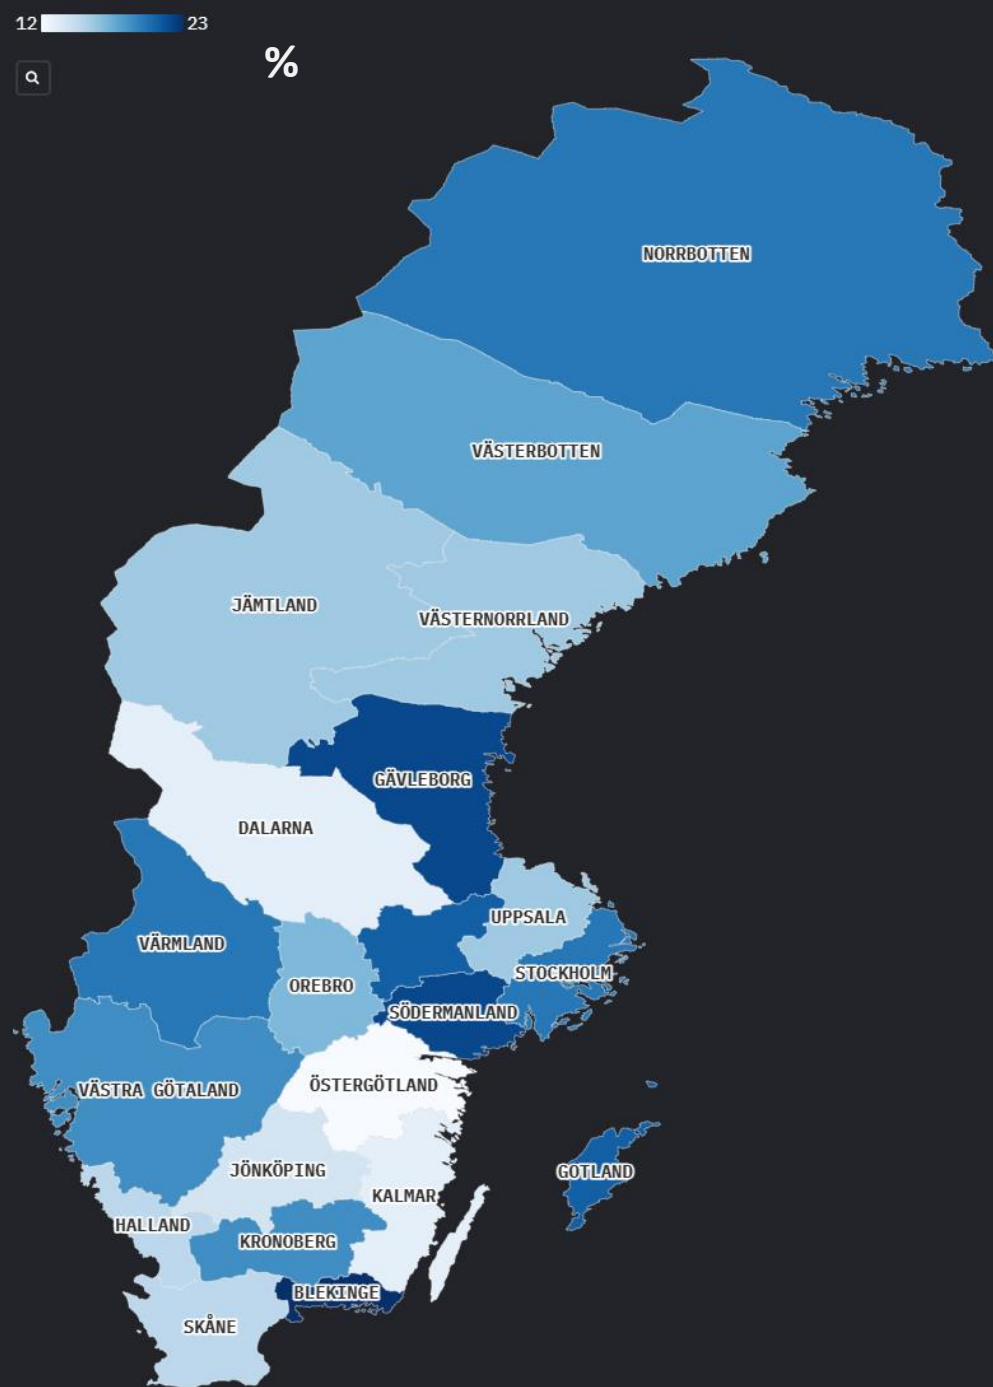 12 23
%
NORRBOTTEN
VÄSTERBOTTEN
JÄMTLAND
VÄSTERNORRLAND
GÄVLEBORG
DALARNA
UPPSALA
VÄRMLAND
STOCKHOLM
OREBRO
SÖDERMANLAND
ÖSTERGÖTLAND
VÄSTRA GÖTALAND
JÖNKÖPING
GOTLAND
KALMAR
HALLAND
KRONOBERG
BLEKINGE
SKÅNE